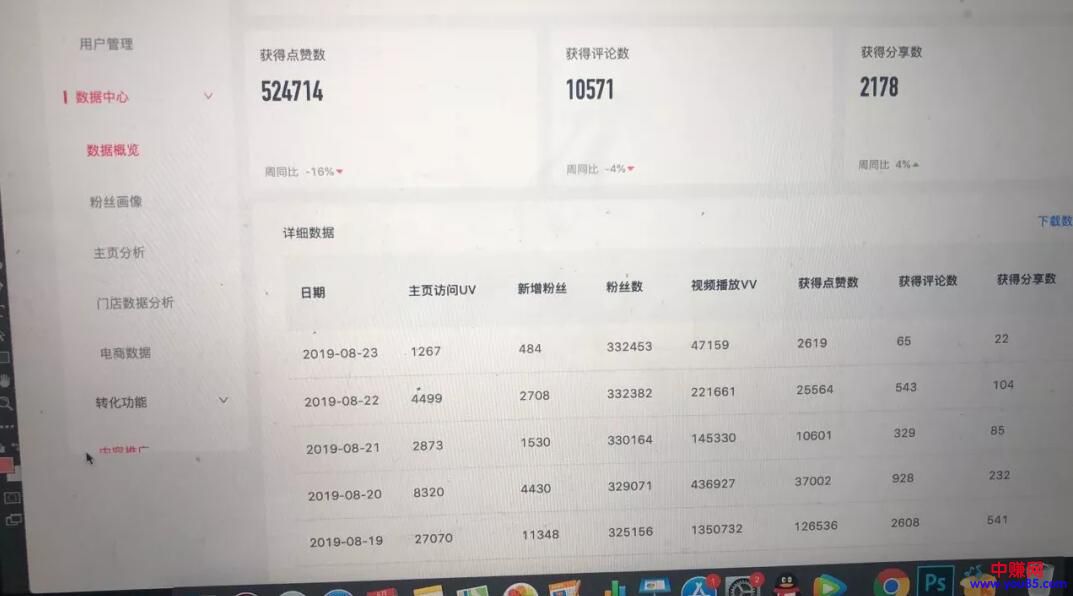 用户管理
数据中心
数据概览
粉丝画像
主页分析
门店数据分析
电商数据
转化功能
内容推广
获得点赞数
524714
周同比 -16%
获得评论数
10571
周同比 -4%
获得分享数
2178
周同比 4%
详细数据
下载数
日期 主页访问UV 新增粉丝 粉丝数 视频播放VV 获得点赞数 获得评论数 获得分享数
2019-08-23 1267 484 332453 47159 2619 65 22
2019-08-22 4499 2708 332382 221661 25564 543 104
2019-08-21 2873 1530 330164 145330 10601 329 85
2019-08-20 8320 4430 329071 436927 37002 928 232
2019-08-19 27070 11348 325156 1350732 126536 2608 541
1
2
Ps
中赚网